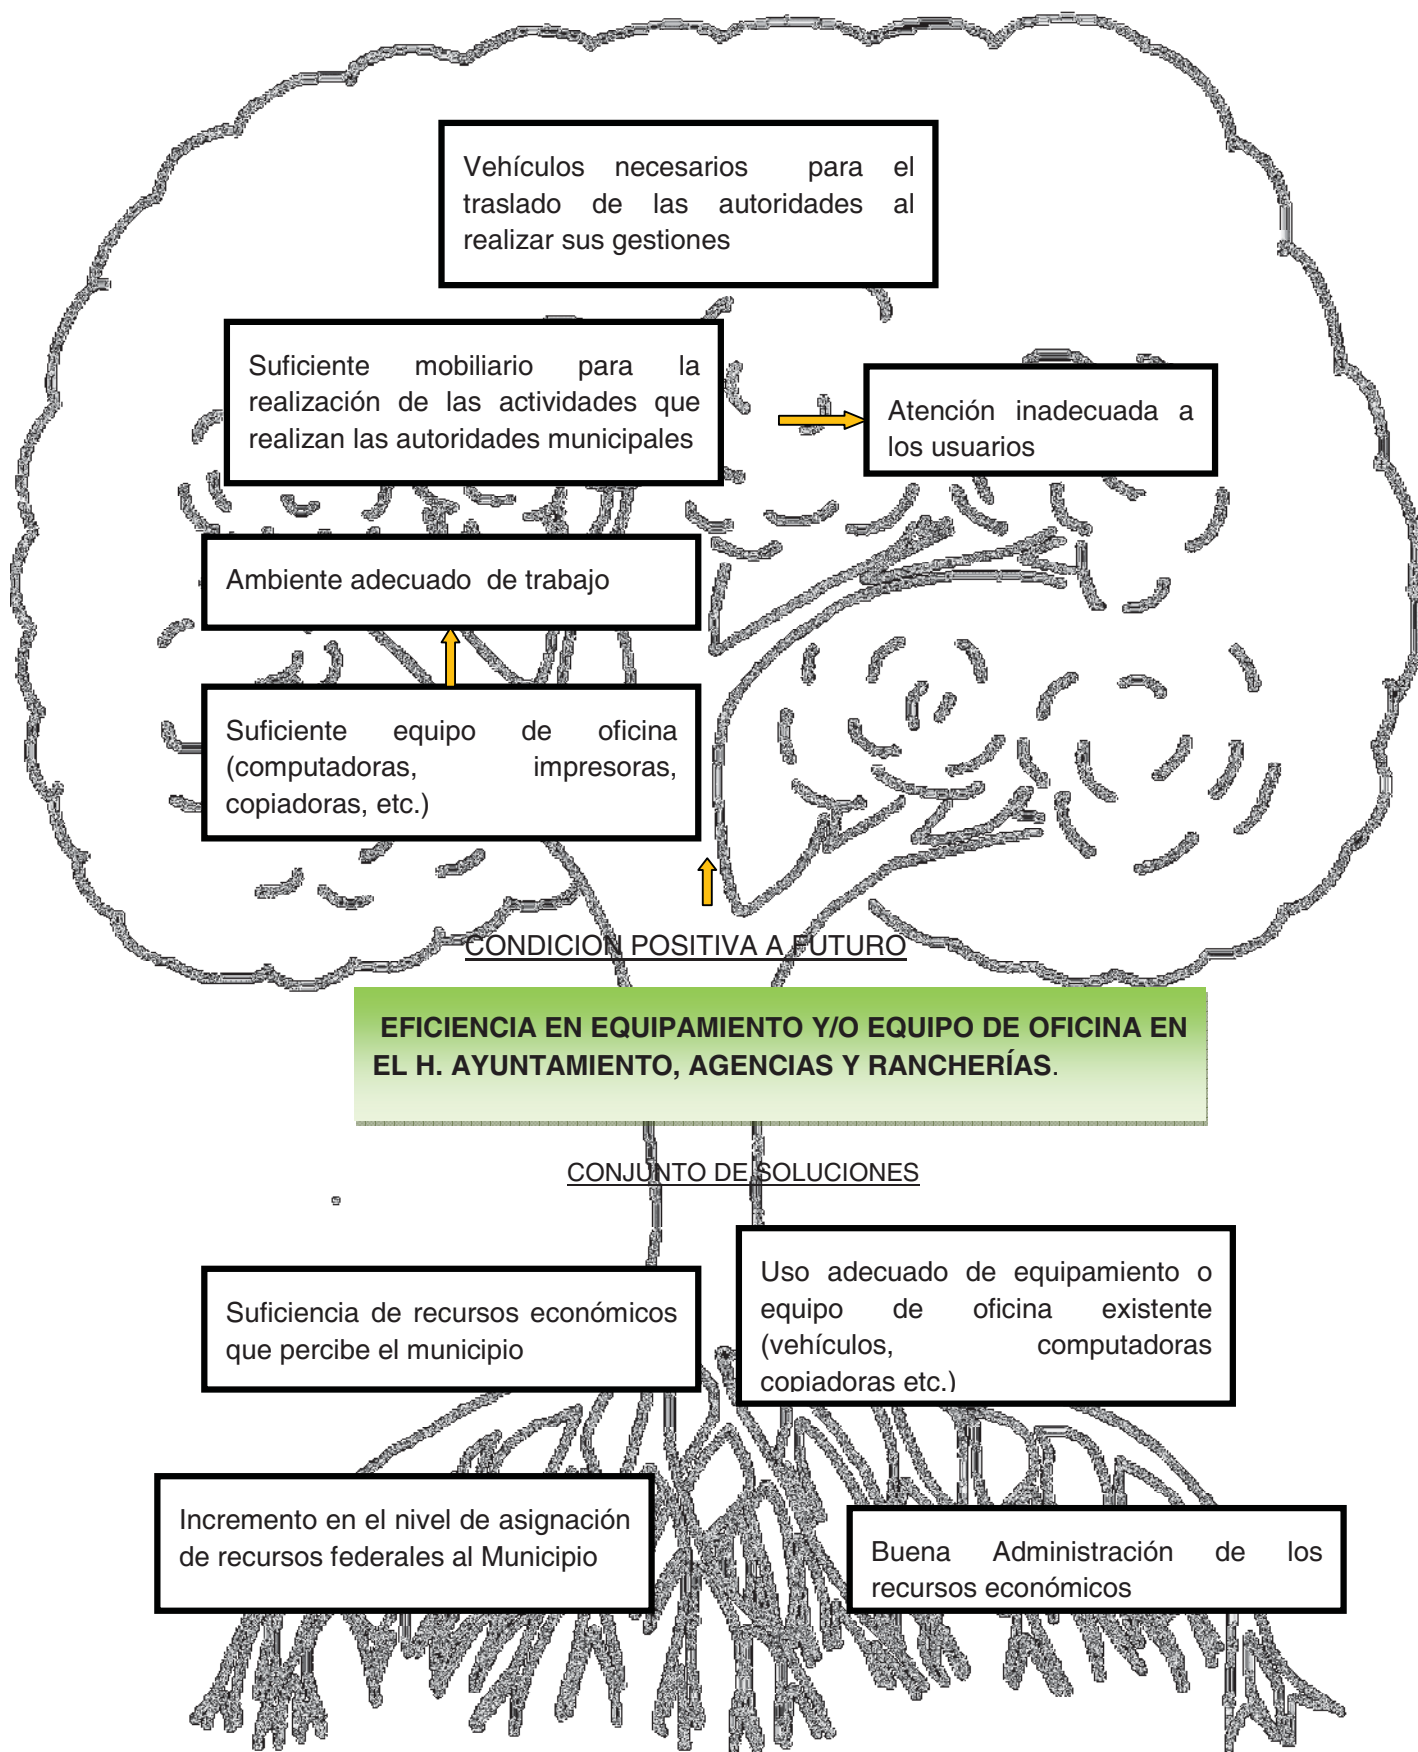 Vehículos necesarios para el
traslado de las autoridades al
realizar sus gestiones
Suficiente mobiliario para la
realización de las actividades que
realizan las autoridades municipales
Atención inadecuada a
los usuarios
Ambiente adecuado de trabajo
Suficiente equipo de oficina
(computadoras, impresoras,
copiadoras, etc.)
CONDICION POSITIVA A FUTURO
EFICIENCIA EN EQUIPAMIENTO Y/O EQUIPO DE OFICINA EN
EL H. AYUNTAMIENTO, AGENCIAS Y RANCHERÍAS.
CONJUNTO DE SOLUCIONES
Suficiencia de recursos económicos
que percibe el municipio
Uso adecuado de equipamiento o
equipo de oficina existente
(vehículos, computadoras
copiadoras etc.)
Incremento en el nivel de asignación
de recursos federales al Municipio
Buena Administración de los
recursos económicos